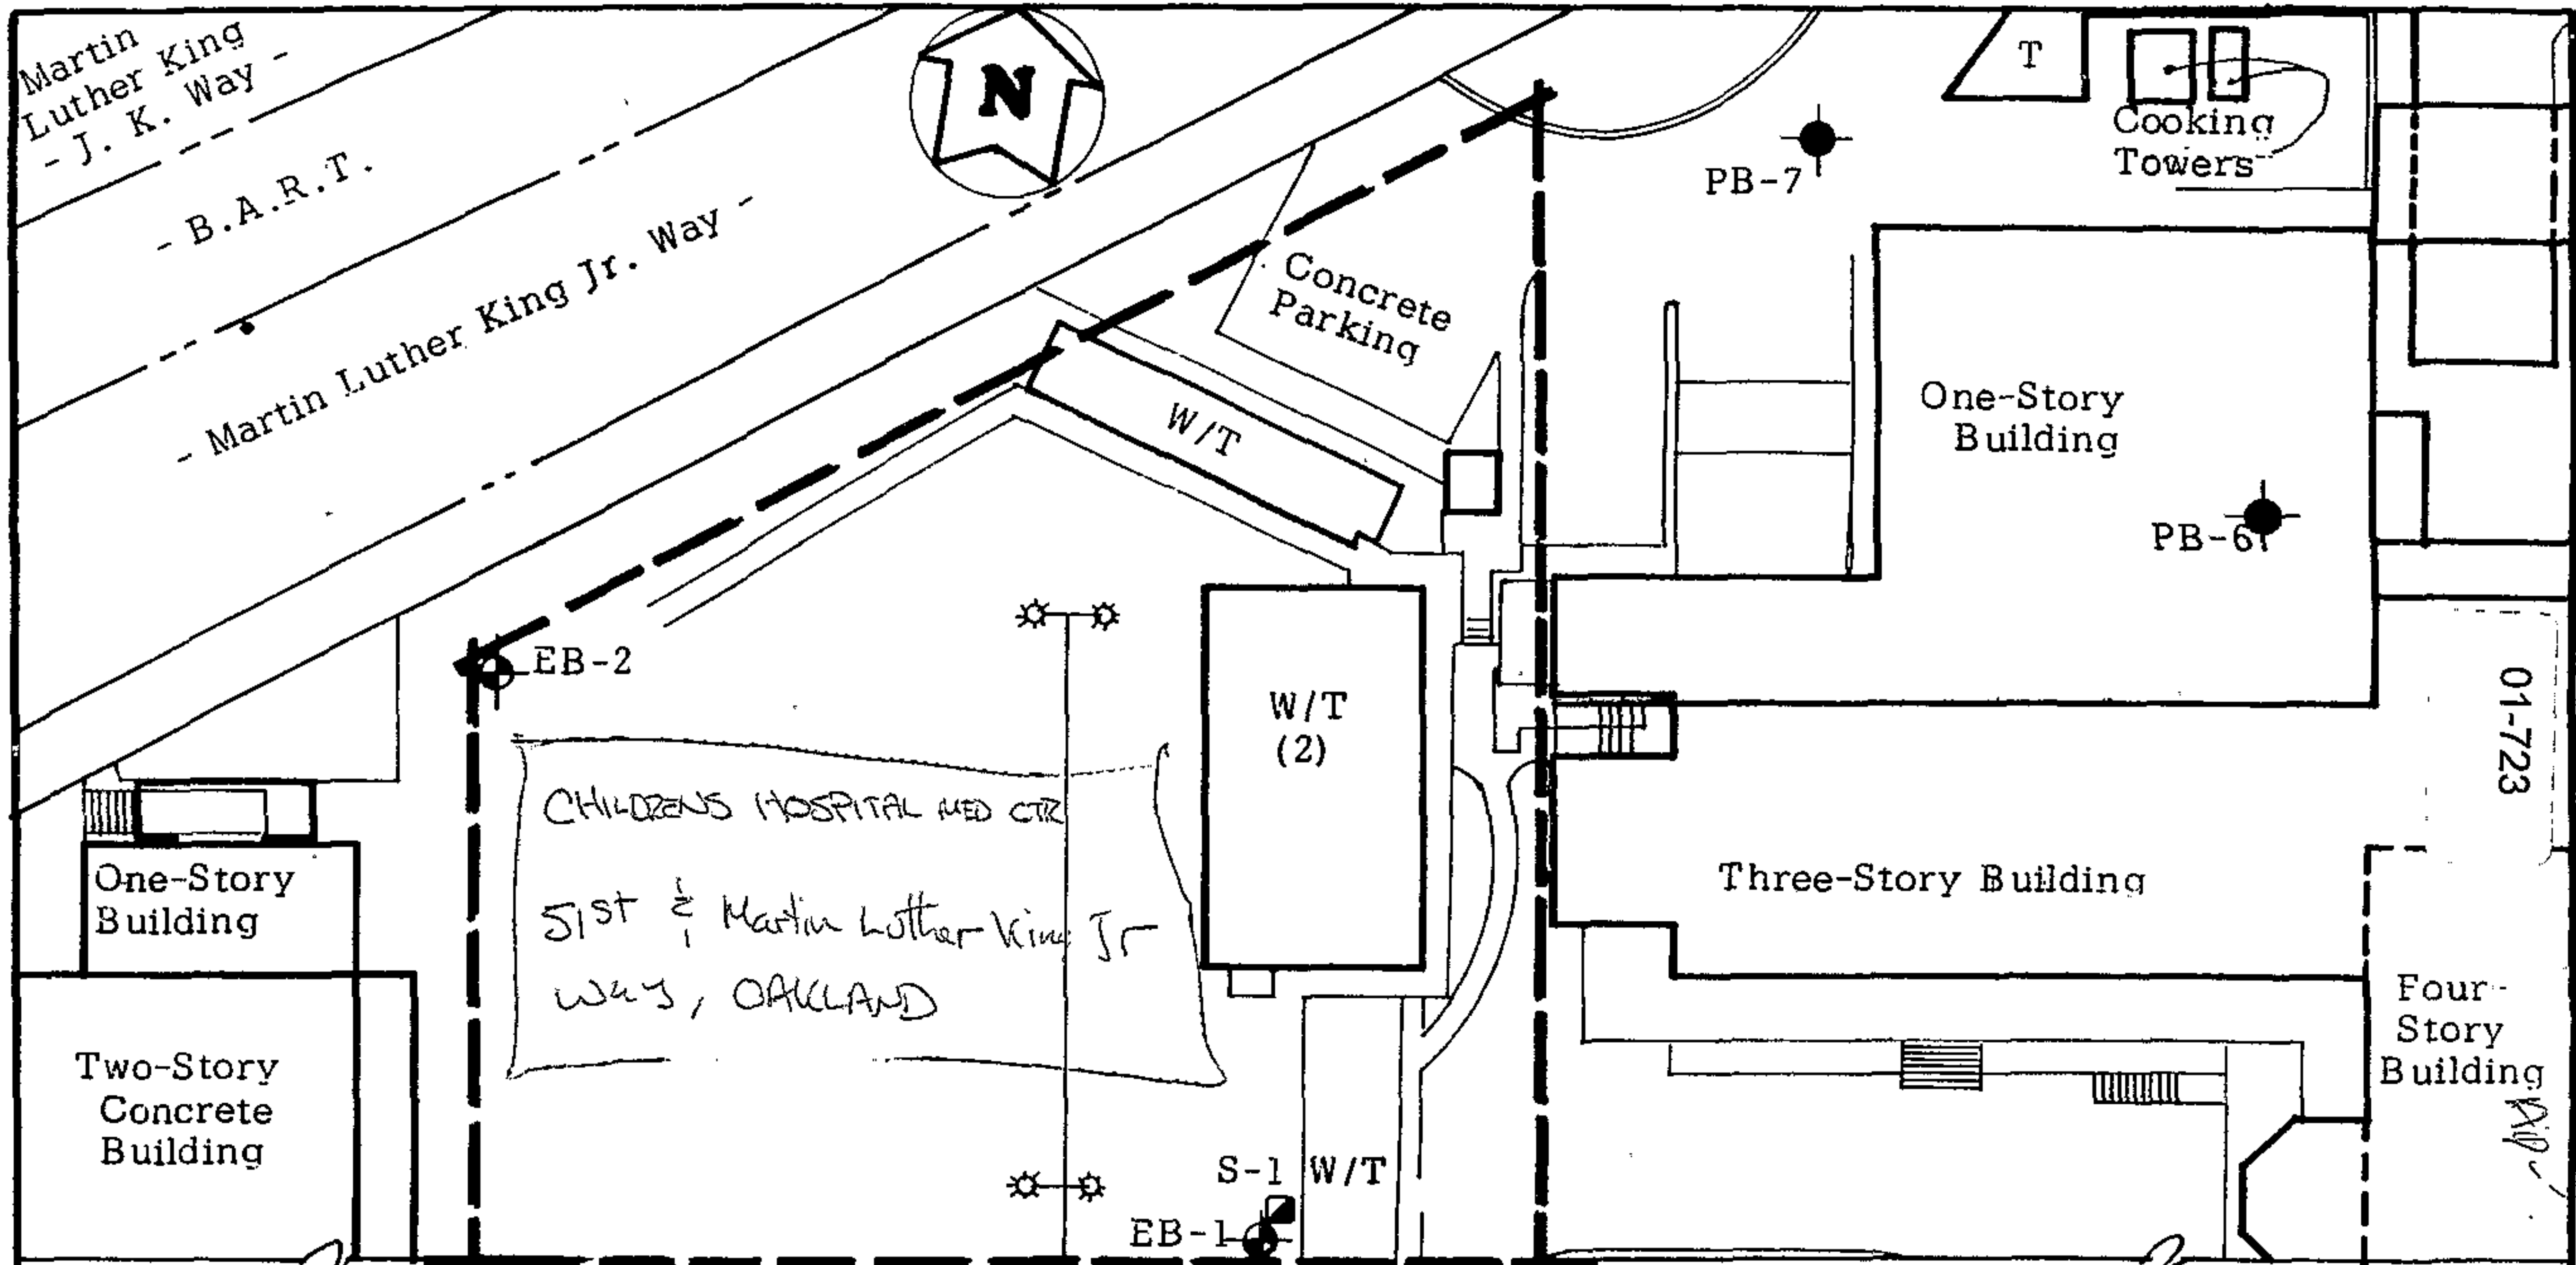 Martin
Luther King
- J. K. Way -
- B.A.R.T. -
- Martin Luther King Jr. Way -
N
T
Cooking
Towers
PB-7
Concrete
Parking
W/T
One-Story
Building
PB-6
EB-2
W/T
(2)
01-723
CHILDRENS HOSPITAL MED CTR
51st & Martin Luther King Jr
Way, OAKLAND
One-Story
Building
Three-Story Building
Two-Story
Concrete
Building
Four-
Story
Building
S-1
W/T
EB-1